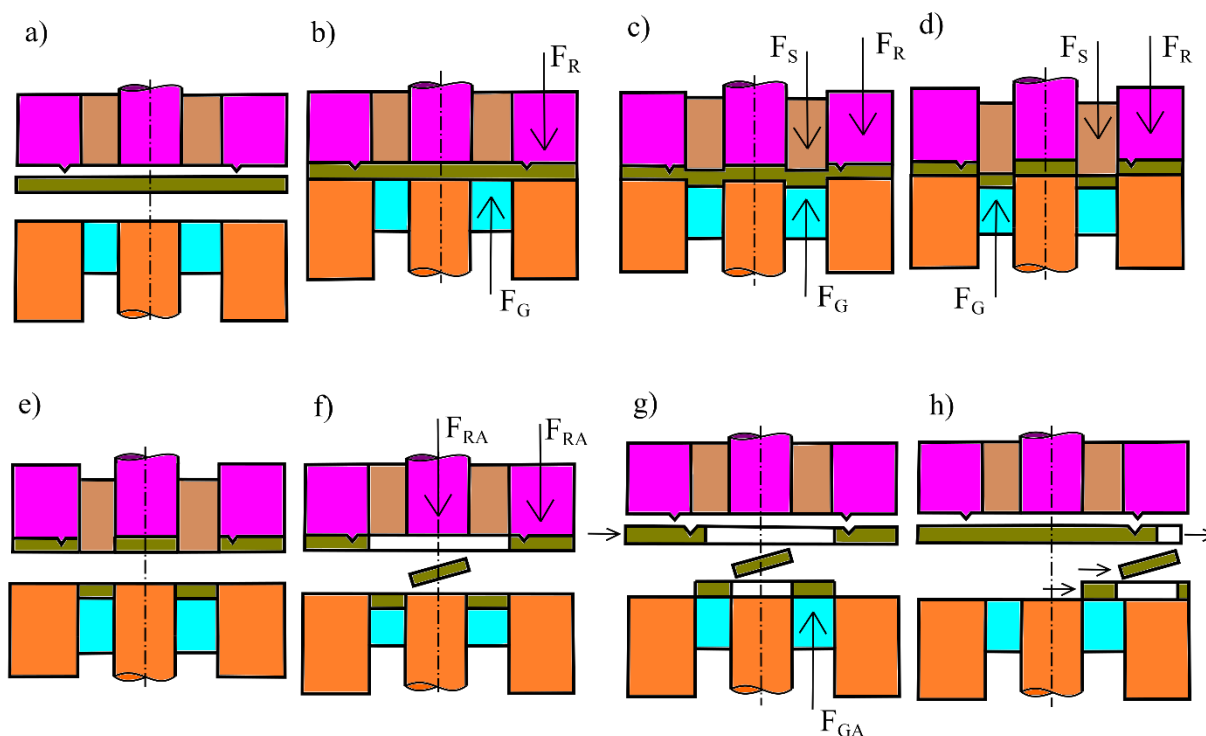 a)
b)
F_R
F_G
c)
F_S
F_R
F_G
d)
F_S
F_R
F_G
e)
f)
F_RA
F_RA
g)
F_GA
h)